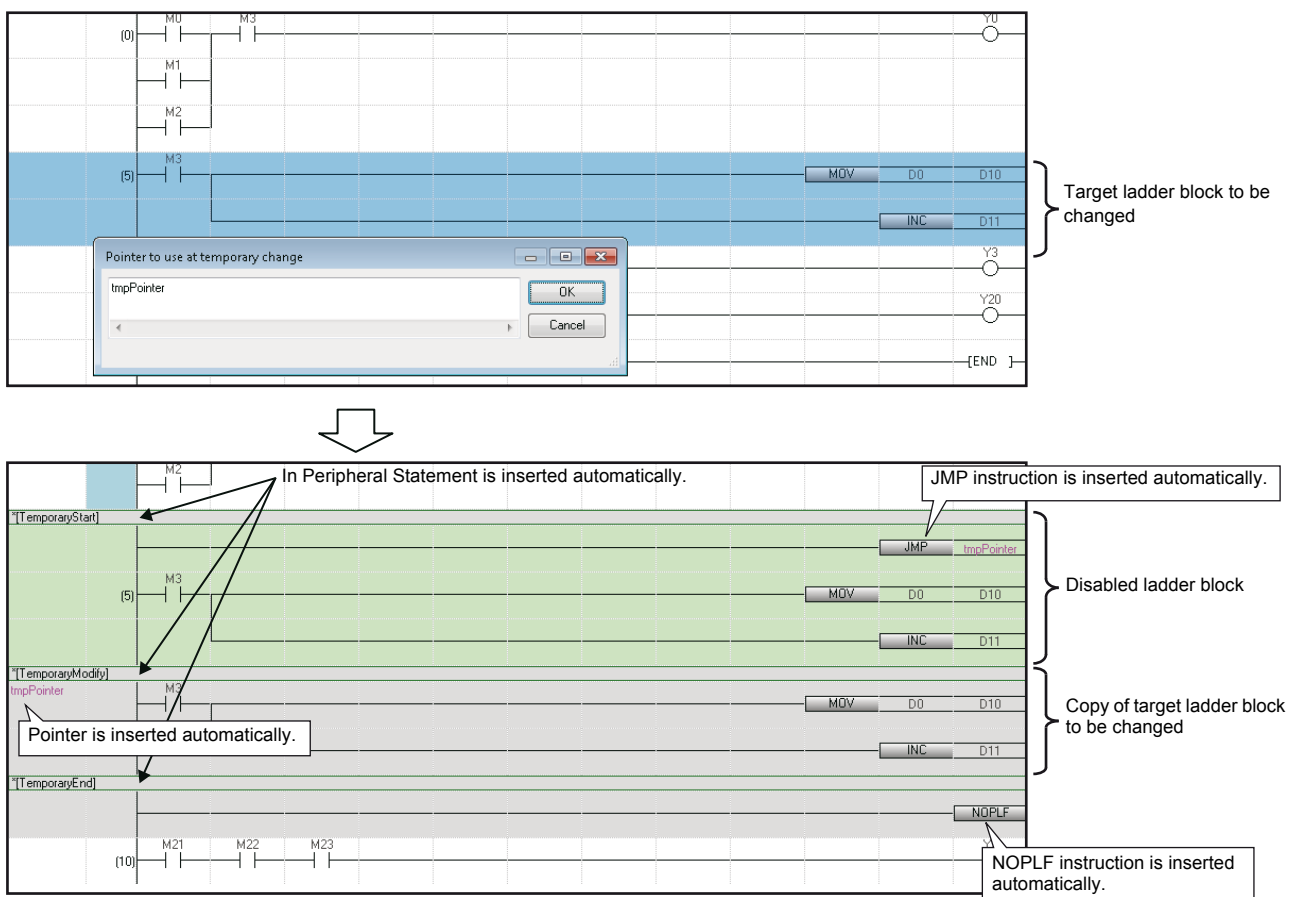 M0 M3 Y0
(0)
M1
M2
M3
(5) MOV D0 D10
INC D11
Target ladder block to be
changed
Pointer to use at temporary change
tmpPointer
OK
Cancel
Y3
Y20
[END ]
M2
In Peripheral Statement is inserted automatically.
JMP instruction is inserted automatically.
*[TemporaryStart]
JMP tmpPointer
M3
(5) MOV D0 D10
INC D11
Disabled ladder block
*[TemporaryModify]
tmpPointer M3 MOV D0 D10
Pointer is inserted automatically.
INC D11
Copy of target ladder block
to be changed
*[TemporaryEnd]
NOPLF
M21 M22 M23
(10)
NOPLF instruction is inserted
automatically.